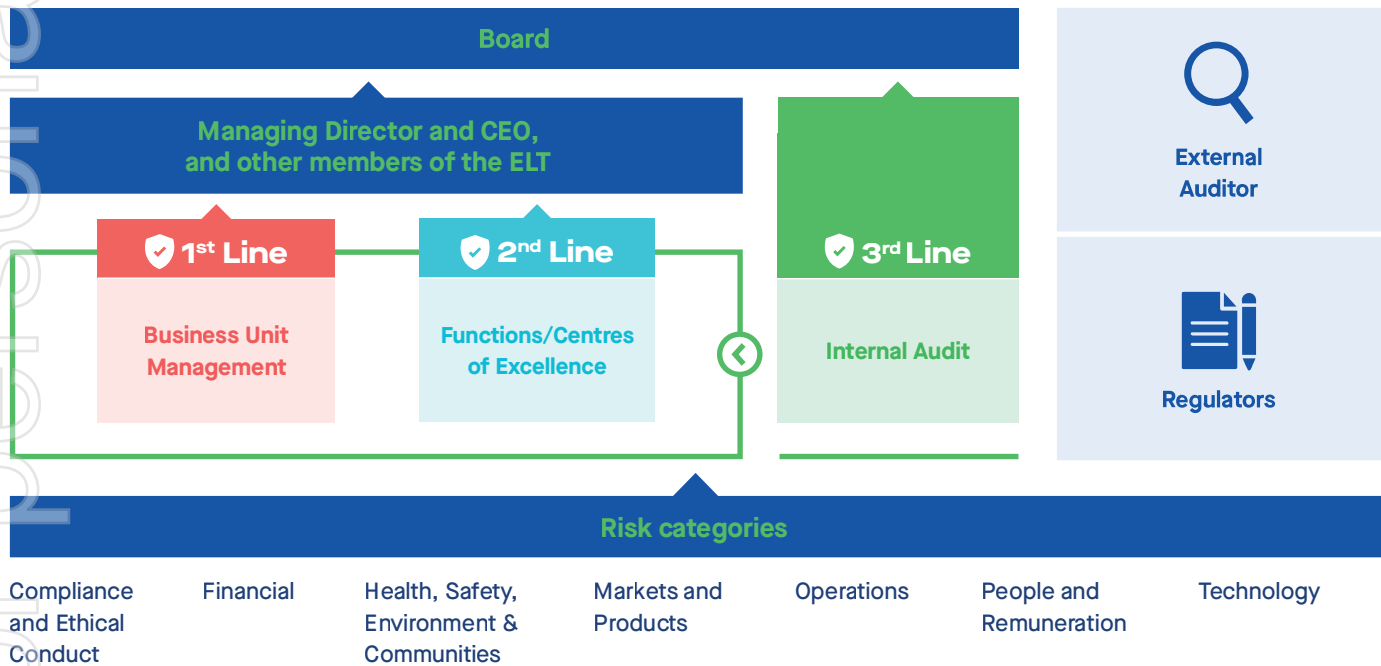 Board
Managing Director and CEO,
and other members of the ELT
1st Line
2nd Line
3rd Line
Business Unit
Management
Functions/Centres
of Excellence
Internal Audit
External
Auditor
Regulators
Risk categories
Compliance
and Ethical
Conduct
Financial
Health, Safety,
Environment &
Communities
Markets and
Products
Operations
People and
Remuneration
Technology